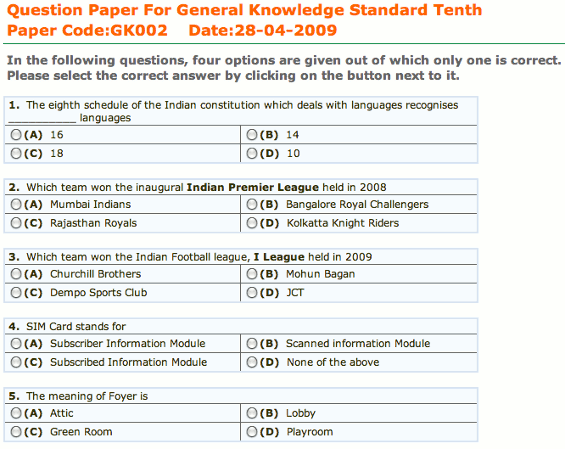 Question Paper For General Knowledge Standard Tenth
Paper Code:GK002 Date:28-04-2009
In the following questions, four options are given out of which only one is correct.
Please select the correct answer by clicking on the button next to it.
1. The eighth schedule of the Indian constitution which deals with languages recognises
__________ languages
(A) 16 (B) 14
(C) 18 (D) 10
2. Which team won the inaugural Indian Premier League held in 2008
(A) Mumbai Indians (B) Bangalore Royal Challengers
(C) Rajasthan Royals (D) Kolkatta Knight Riders
3. Which team won the Indian Football league, I League held in 2009
(A) Churchill Brothers (B) Mohun Bagan
(C) Dempo Sports Club (D) JCT
4. SIM Card stands for
(A) Subscriber Information Module (B) Scanned information Module
(C) Subscribed Information Module (D) None of the above
5. The meaning of Foyer is
(A) Attic (B) Lobby
(C) Green Room (D) Playroom